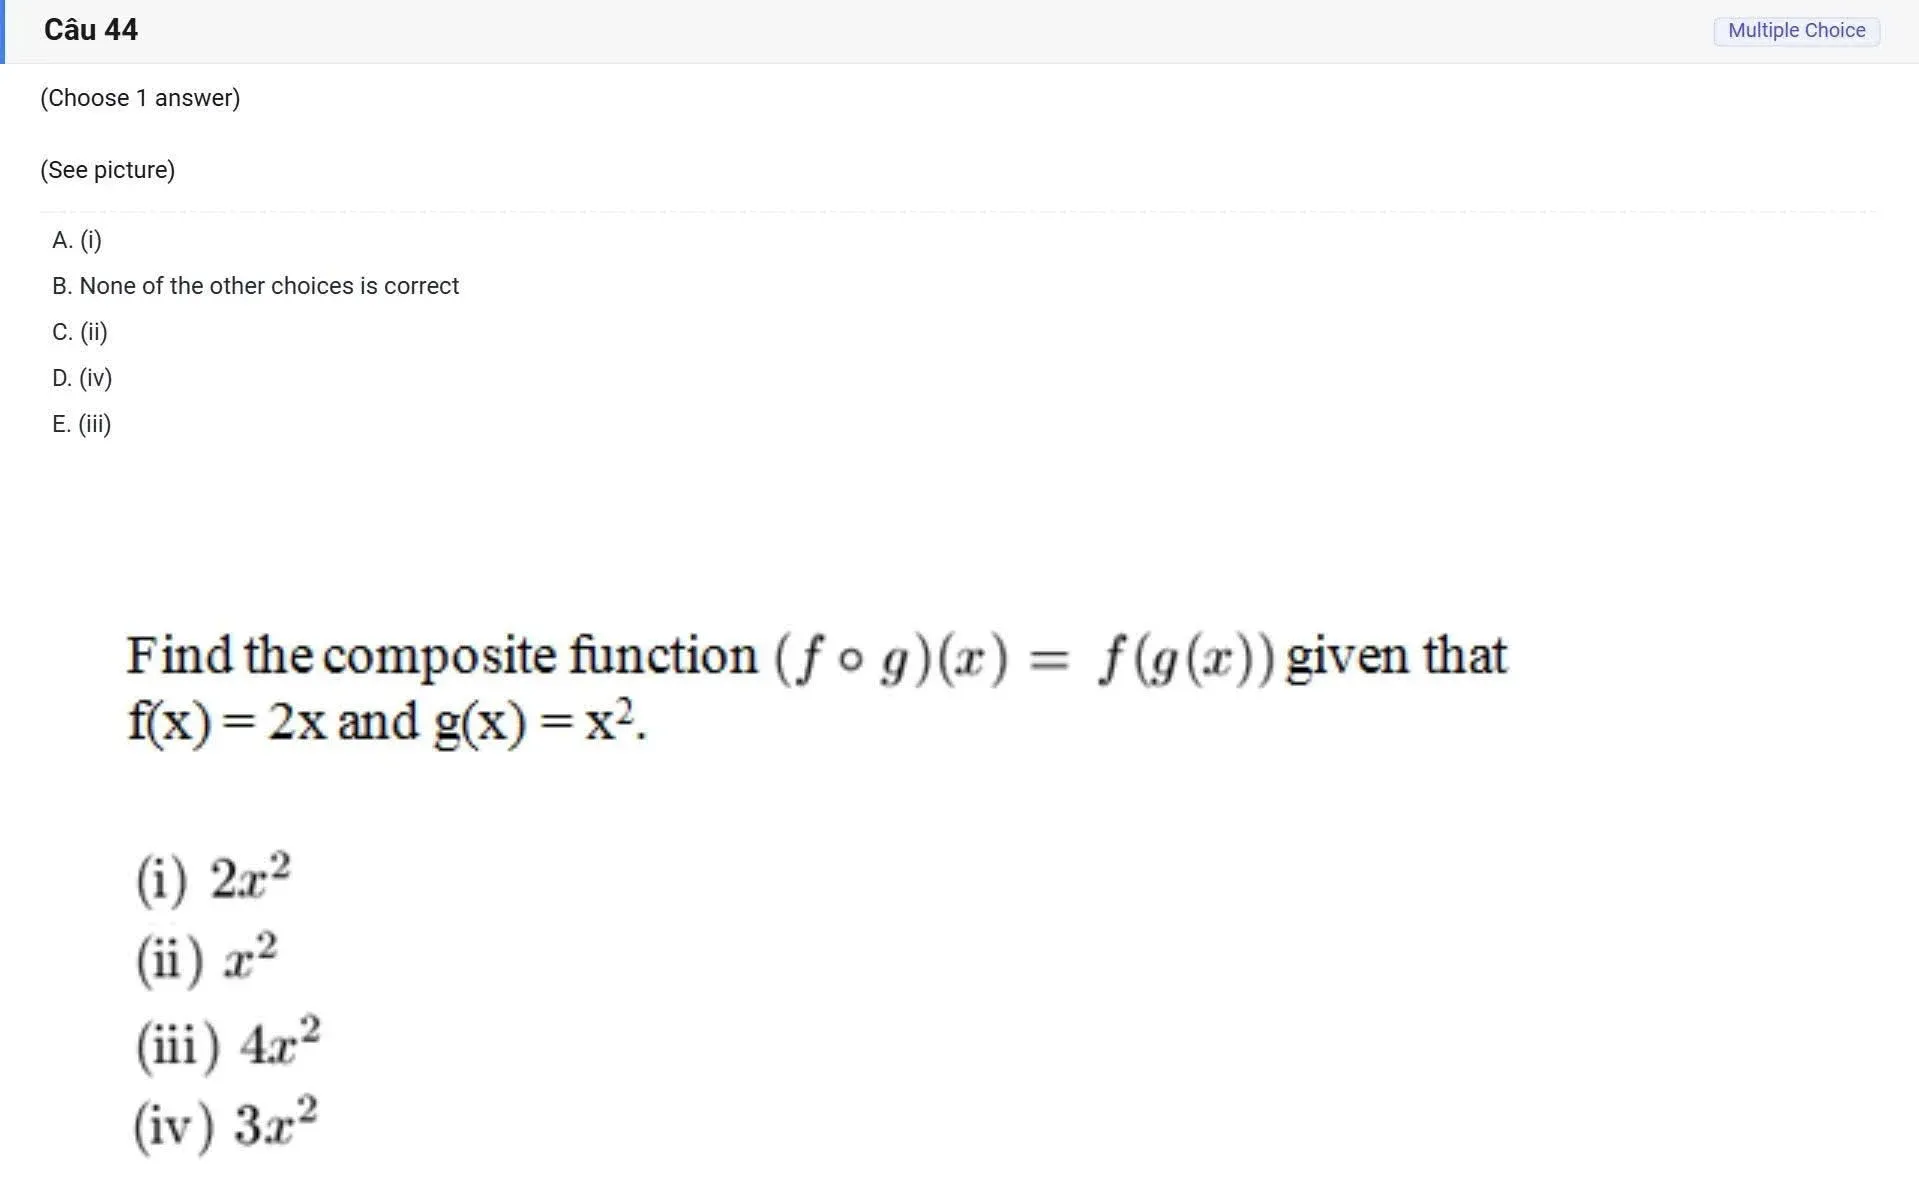 Câu 44
Multiple Choice
(Choose 1 answer)
(See picture)
A. (i)
B. None of the other choices is correct
C. (ii)
D. (iv)
E. (iii)
Find the composite function (f ∘ g)(x) = f(g(x)) given that
f(x) = 2x and g(x) = x².
(i) 2x²
(ii) x²
(iii) 4x²
(iv) 3x²